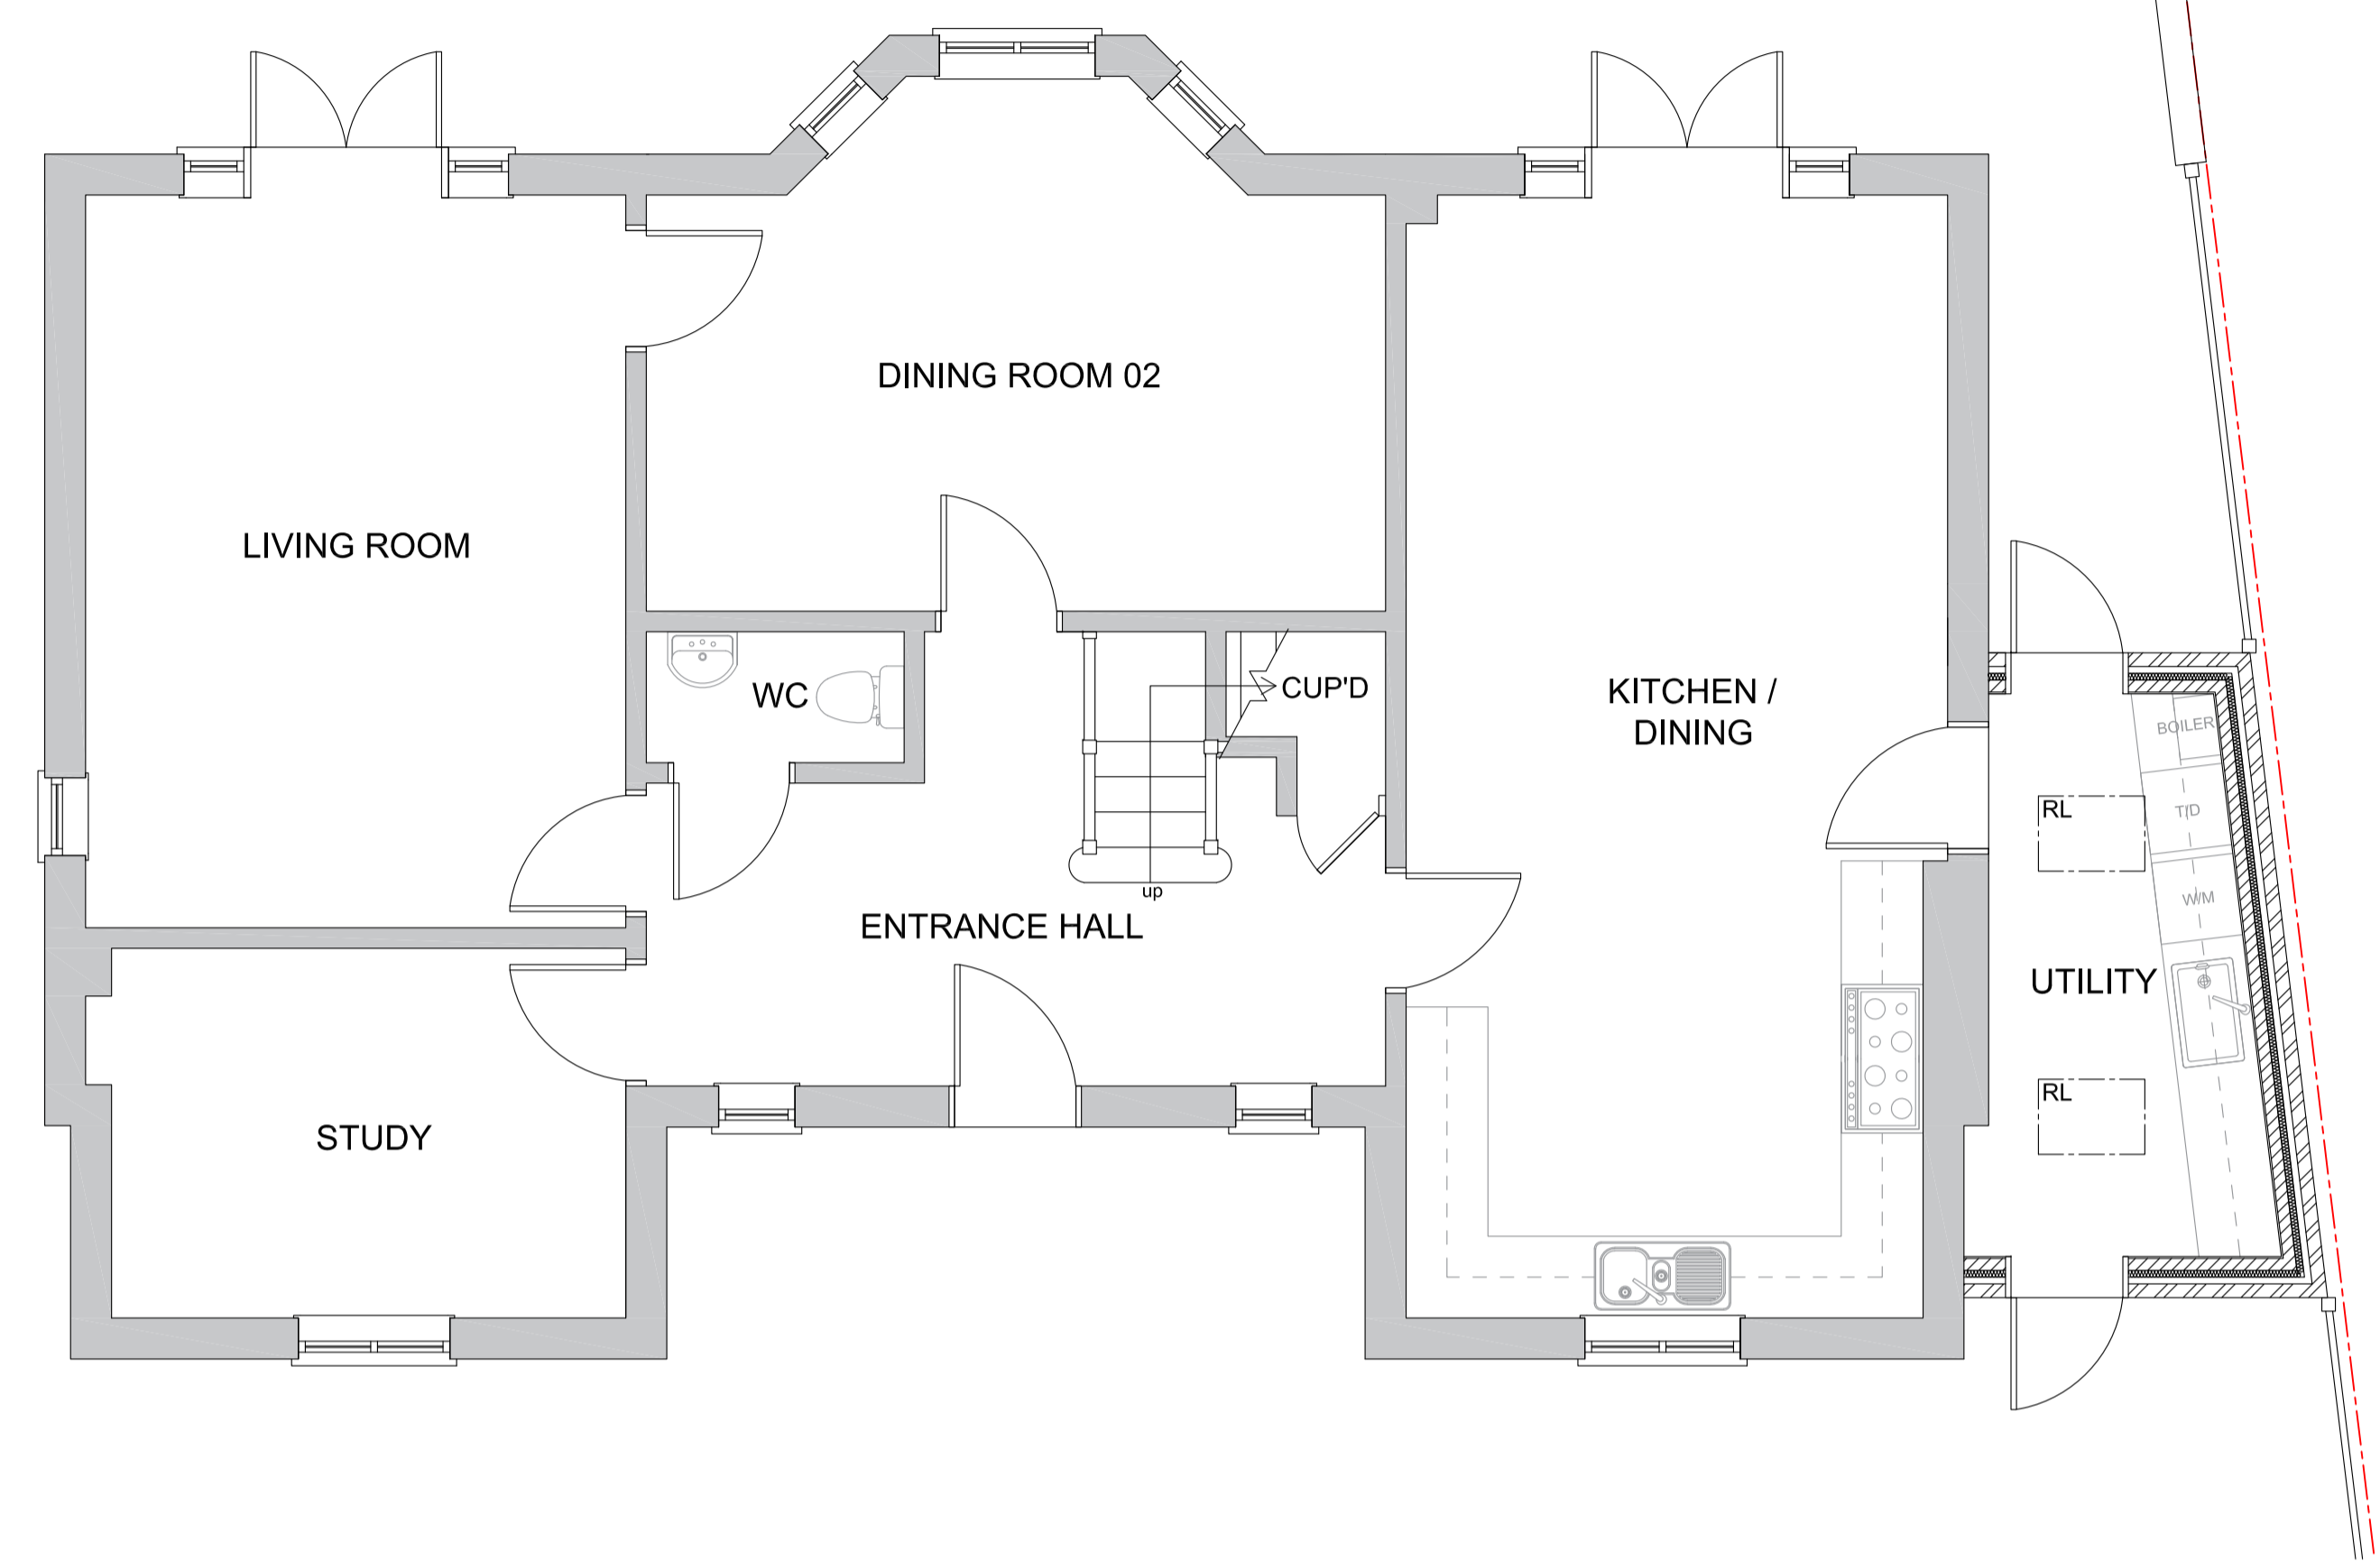 DINING ROOM 02
LIVING ROOM
WC
CUP'D
KITCHEN /
DINING
BOILER
RL
T/D
up
W/M
ENTRANCE HALL
UTILITY
RL
STUDY